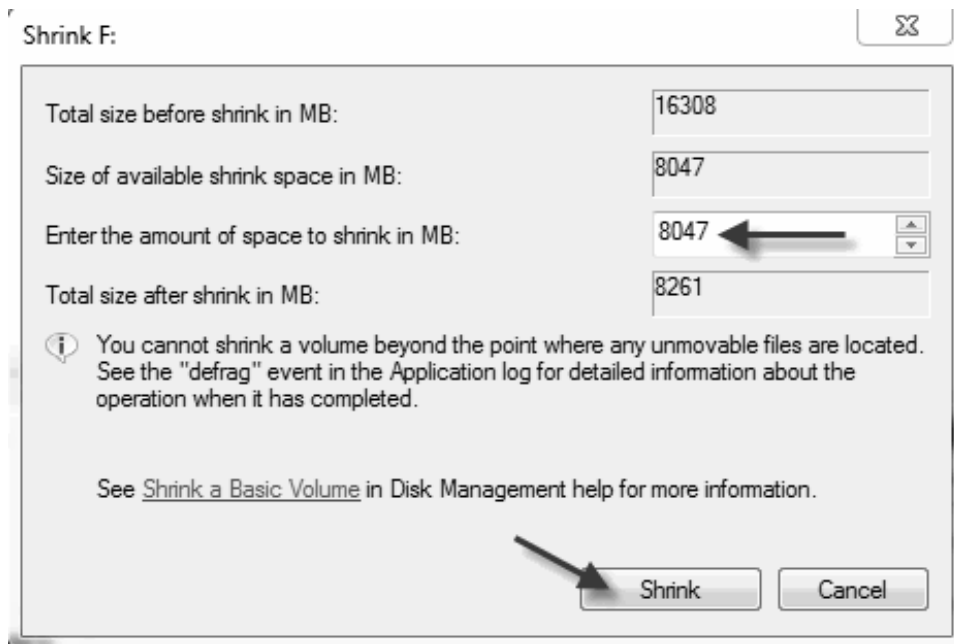 Shrink F:
Total size before shrink in MB: 16308
Size of available shrink space in MB: 8047
Enter the amount of space to shrink in MB: 8047
Total size after shrink in MB: 8261
You cannot shrink a volume beyond the point where any unmovable files are located.
See the "defrag" event in the Application log for detailed information about the
operation when it has completed.
See Shrink a Basic Volume in Disk Management help for more information.
Shrink Cancel